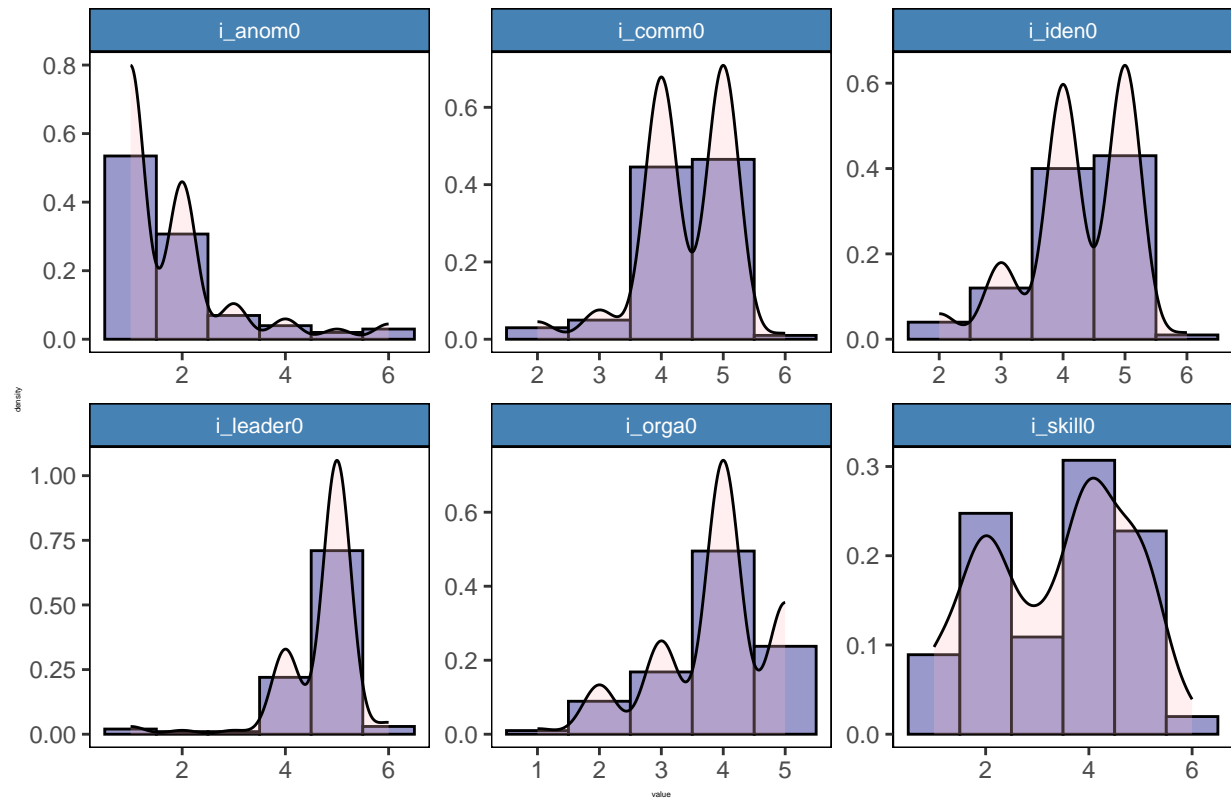 i_anom0 i_comm0 i_iden0
0.8 0.6 0.4 0.2 0.0
0.6 0.4 0.2 0.0
0.6 0.4 0.2 0.0
2 4 6
2 3 4 5 6
2 3 4 5 6
density
i_leader0 i_orga0 i_skill0
1.00 0.75 0.50 0.25 0.00
0.6 0.4 0.2 0.0
0.3 0.2 0.1 0.0
2 4 6
1 2 3 4 5
2 4 6
value